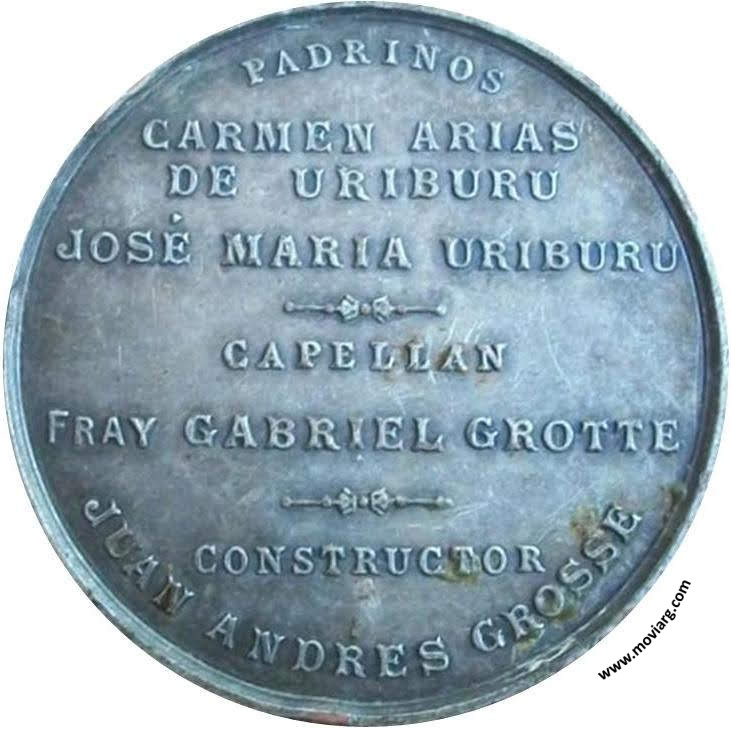 PADRINOS
CARMEN ARIAS
DE URIBURU
JOSÉ MARIA URIBURU
CAPELLAN
FRAY GABRIEL GROTTE
CONSTRUCTOR
JUAN ANDRES GROSSE
www.moviarg.com